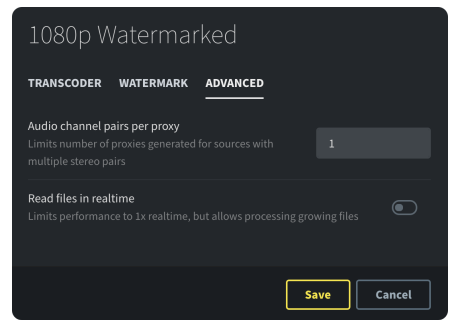 1080p Watermarked
TRANSCODER WATERMARK ADVANCED
Audio channel pairs per proxy
Limits number of proxies generated for sources with
multiple stereo pairs
1
Read files in realtime
Limits performance to 1x realtime, but allows processing growing files
Save Cancel